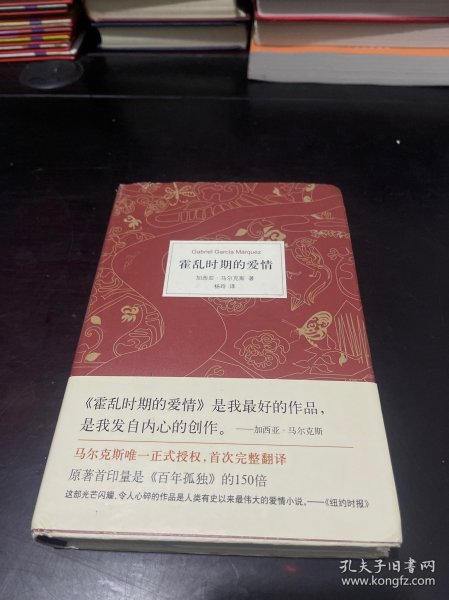 Gabriel García Márquez
霍乱时期的爱情
加西亚·马尔克斯 著
杨玲 译
《霍乱时期的爱情》是我最好的作品，
是我发自内心的创作。——加西亚·马尔克斯
马尔克斯唯一正式授权，首次完整翻译
原著首印量是《百年孤独》的150倍
这部光芒闪耀、令人心碎的作品是人类有史以来最伟大的爱情小说。——《纽约时报》
孔夫子旧书网
www.kongfz.com